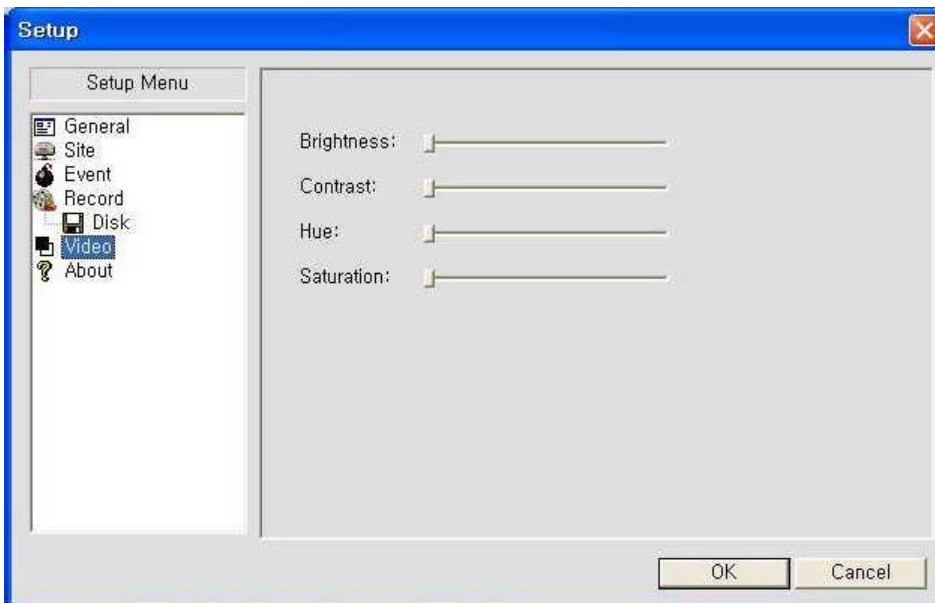 Setup
Setup Menu
General
Site
Event
Record
Disk
Video
About
Brightness:
Contrast:
Hue:
Saturation:
OK
Cancel